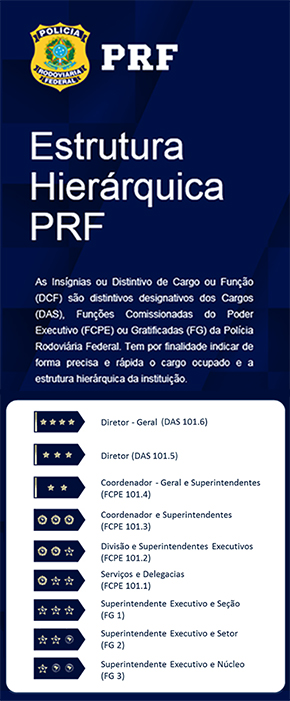 POLÍCIA
RODOVIÁRIA
FEDERAL
PRF
Estrutura
Hierárquica
PRF
As Insígnias ou Distintivo de Cargo ou Função
(DCF) são distintivos designativos dos Cargos
(DAS), Funções Comissionadas do Poder
Executivo (FCPE) ou Gratificadas (FG) da Polícia
Rodoviária Federal. Tem por finalidade indicar de
forma precisa e rápida o cargo ocupado e a
estrutura hierárquica da instituição.
Diretor - Geral (DAS 101.6)
Diretor (DAS 101.5)
Coordenador - Geral e Superintendentes
(FCPE 101.4)
Coordenador e Superintendentes
(FCPE 101.3)
Divisão e Superintendentes Executivos
(FCPE 101.2)
Serviços e Delegacias
(FCPE 101.1)
Superintendente Executivo e Seção
(FG 1)
Superintendente Executivo e Setor
(FG 2)
Superintendente Executivo e Núcleo
(FG 3)